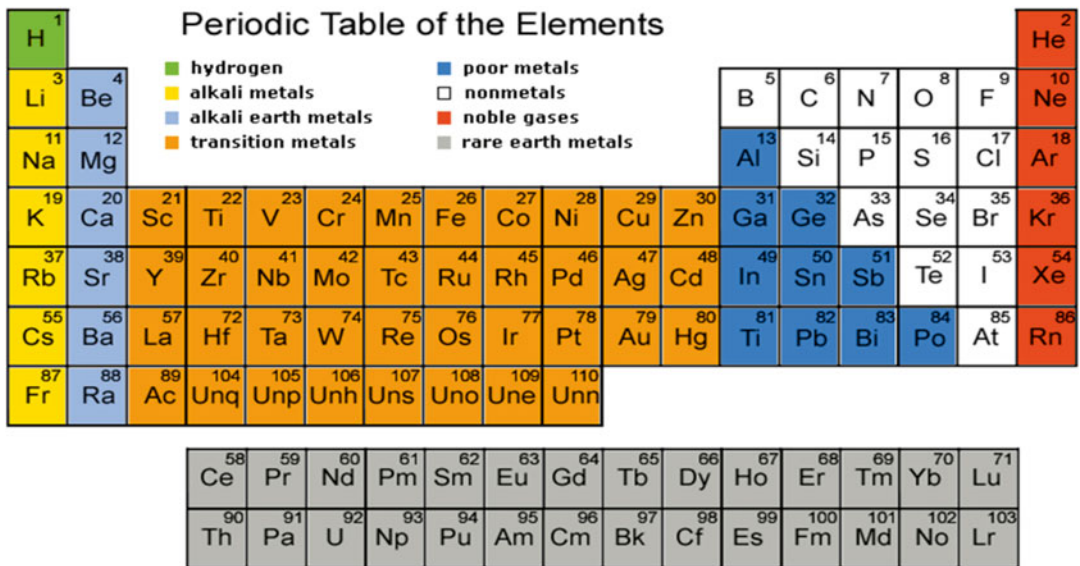 Periodic Table of the Elements
hydrogen
alkali metals
alkali earth metals
transition metals
poor metals
nonmetals
noble gases
rare earth metals
1 H 2 He
3 Li 4 Be 5 B 6 C 7 N 8 O 9 F 10 Ne
11 Na 12 Mg 13 Al 14 Si 15 P 16 S 17 Cl 18 Ar
19 K 20 Ca 21 Sc 22 Ti 23 V 24 Cr 25 Mn 26 Fe 27 Co 28 Ni 29 Cu 30 Zn 31 Ga 32 Ge 33 As 34 Se 35 Br 36 Kr
37 Rb 38 Sr 39 Y 40 Zr 41 Nb 42 Mo 43 Tc 44 Ru 45 Rh 46 Pd 47 Ag 48 Cd 49 In 50 Sn 51 Sb 52 Te 53 I 54 Xe
55 Cs 56 Ba 57 La 72 Hf 73 Ta 74 W 75 Re 76 Os 77 Ir 78 Pt 79 Au 80 Hg 81 Ti 82 Pb 83 Bi 84 Po 85 At 86 Rn
87 Fr 88 Ra 89 Ac 104 Unq 105 Unp 106 Unh 107 Uns 108 Uno 109 Une 110 Unn
58 Ce 59 Pr 60 Nd 61 Pm 62 Sm 63 Eu 64 Gd 65 Tb 66 Dy 67 Ho 68 Er 69 Tm 70 Yb 71 Lu
90 Th 91 Pa 92 U 93 Np 94 Pu 95 Am 96 Cm 97 Bk 98 Cf 99 Es 100 Fm 101 Md 102 No 103 Lr